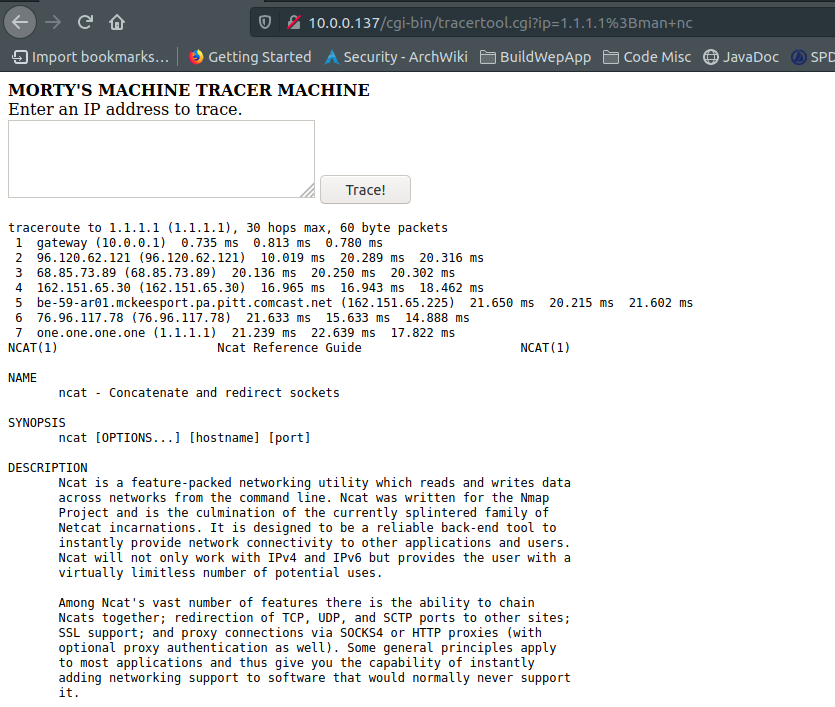 10.0.0.137/cgi-bin/tracertool.cgi?ip=1.1.1.1%3Bman+nc
Import bookmarks... Getting Started Security - ArchWiki BuildWepApp Code Misc JavaDoc SPD
MORTY'S MACHINE TRACER MACHINE
Enter an IP address to trace.
Trace!
traceroute to 1.1.1.1 (1.1.1.1), 30 hops max, 60 byte packets
1 gateway (10.0.0.1) 0.735 ms 0.813 ms 0.780 ms
2 96.120.62.121 (96.120.62.121) 10.019 ms 20.289 ms 20.316 ms
3 68.85.73.89 (68.85.73.89) 20.136 ms 20.250 ms 20.302 ms
4 162.151.65.30 (162.151.65.30) 16.965 ms 16.943 ms 18.462 ms
5 be-59-ar01.mckeesport.pa.pitt.comcast.net (162.151.65.225) 21.650 ms 20.215 ms 21.602 ms
6 76.96.117.78 (76.96.117.78) 21.633 ms 15.633 ms 14.888 ms
7 one.one.one.one (1.1.1.1) 21.239 ms 22.639 ms 17.822 ms
NCAT(1) Ncat Reference Guide NCAT(1)
NAME
ncat - Concatenate and redirect sockets
SYNOPSIS
ncat [OPTIONS...] [hostname] [port]
DESCRIPTION
Ncat is a feature-packed networking utility which reads and writes data
across networks from the command line. Ncat was written for the Nmap
Project and is the culmination of the currently splintered family of
Netcat incarnations. It is designed to be a reliable back-end tool to
instantly provide network connectivity to other applications and users.
Ncat will not only work with IPv4 and IPv6 but provides the user with a
virtually limitless number of potential uses.
Among Ncat's vast number of features there is the ability to chain
Ncats together; redirection of TCP, UDP, and SCTP ports to other sites;
SSL support; and proxy connections via SOCKS4 or HTTP proxies (with
optional proxy authentication as well). Some general principles apply
to most applications and thus give you the capability of instantly
adding networking support to software that would normally never support
it.